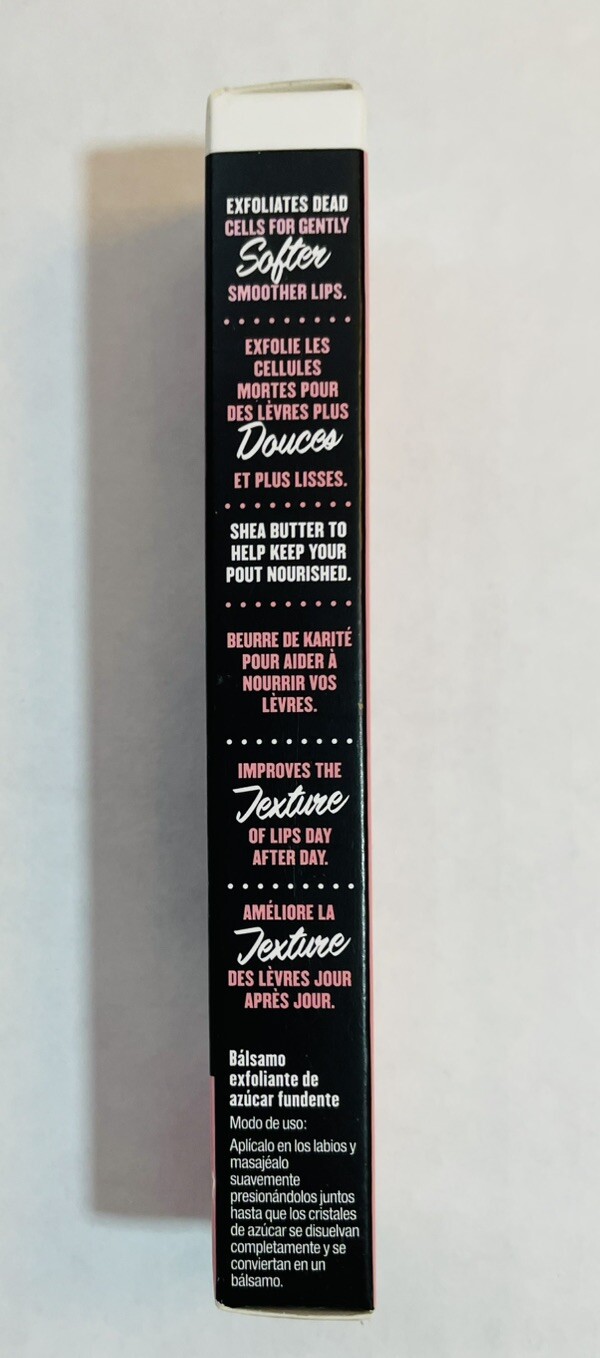 EXFOLIATES DEAD
CELLS FOR GENTLY
Softer
SMOOTHER LIPS.
EXFOLIE LES
CELLULES
MORTES POUR
DES LÈVRES PLUS
Douces
ET PLUS LISSES.
SHEA BUTTER TO
HELP KEEP YOUR
POUT NOURISHED.
BEURRE DE KARITÉ
POUR AIDER À
NOURRIR VOS
LÈVRES.
IMPROVES THE
Texture
OF LIPS DAY
AFTER DAY.
AMÉLIORE LA
Texture
DES LÈVRES JOUR
APRÈS JOUR.
Bálsamo
exfoliante de
azúcar fundente
Modo de uso:
Aplícalo en los labios y
masajéalo
suavemente
presionándolos juntos
hasta que los cristales
de azúcar se disuelvan
completamente y se
conviertan en un
bálsamo.